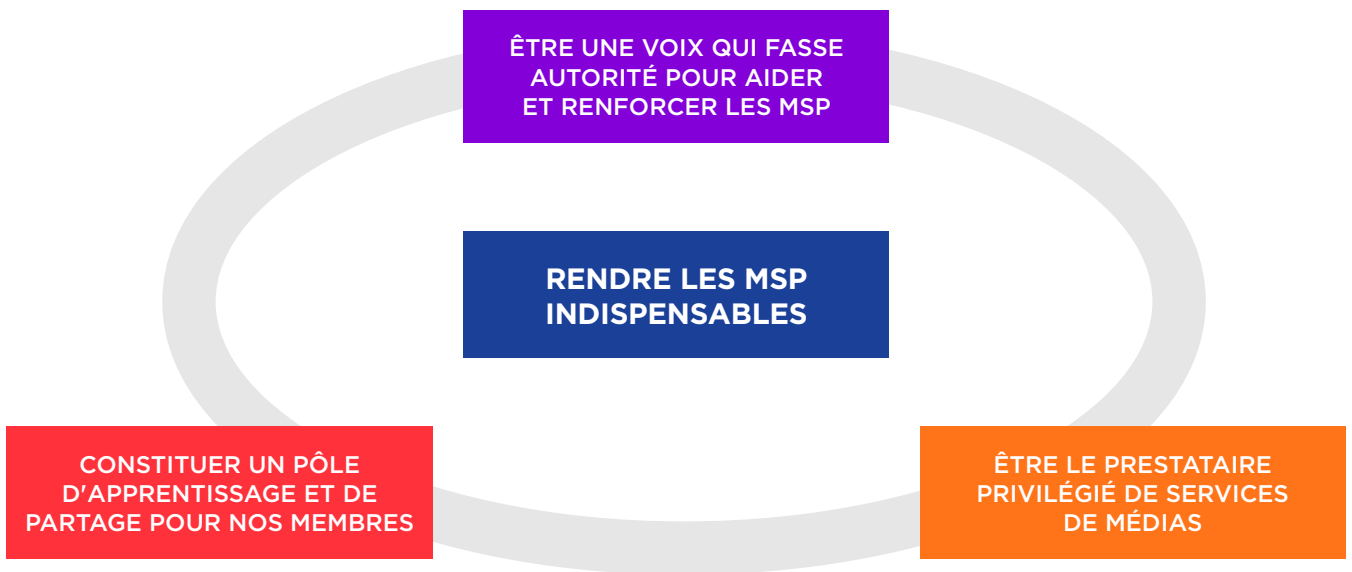 ÊTRE UNE VOIX QUI FASSE
AUTORITÉ POUR AIDER
ET RENFORCER LES MSP
RENDRE LES MSP
INDISPENSABLES
CONSTITUER UN PÔLE
D'APPRENTISSAGE ET DE
PARTAGE POUR NOS MEMBRES
ÊTRE LE PRESTATAIRE
PRIVILÉGIÉ DE SERVICES
DE MÉDIAS